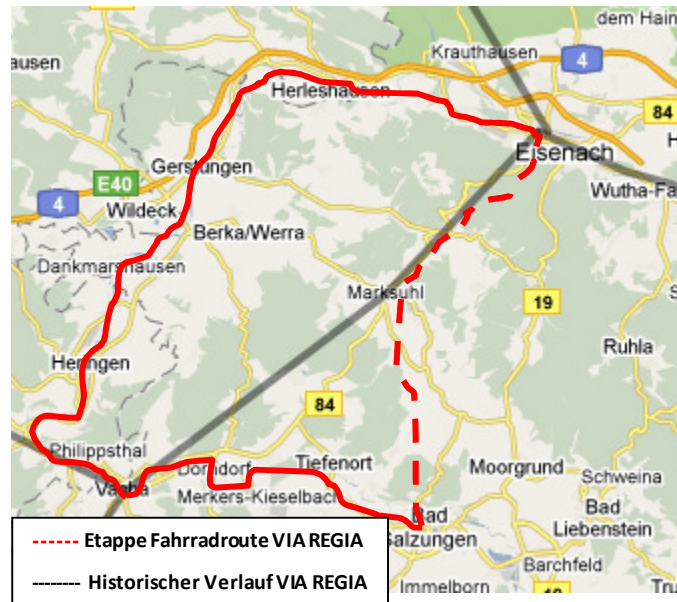 dem Hain
ausen
Krauthausen
4
Herleshausen
84
Eisenach
Gerstungen
E40
4
Wildeck
Wutha-Fa
Berka/Werra
Dankmarshausen
Marksuhl
19
S
Ruhla
Heringen
84
Philippsthal
Dorndorf
Tiefenort
Moorgrund
Schweina
Vacha
Merkers-Kieselbach
Bad
Salzungen
Bad
Liebenstein
Barchfeld
Immelborn
Tru
Etappe Fahrradroute VIA REGIA
Historischer Verlauf VIA REGIA